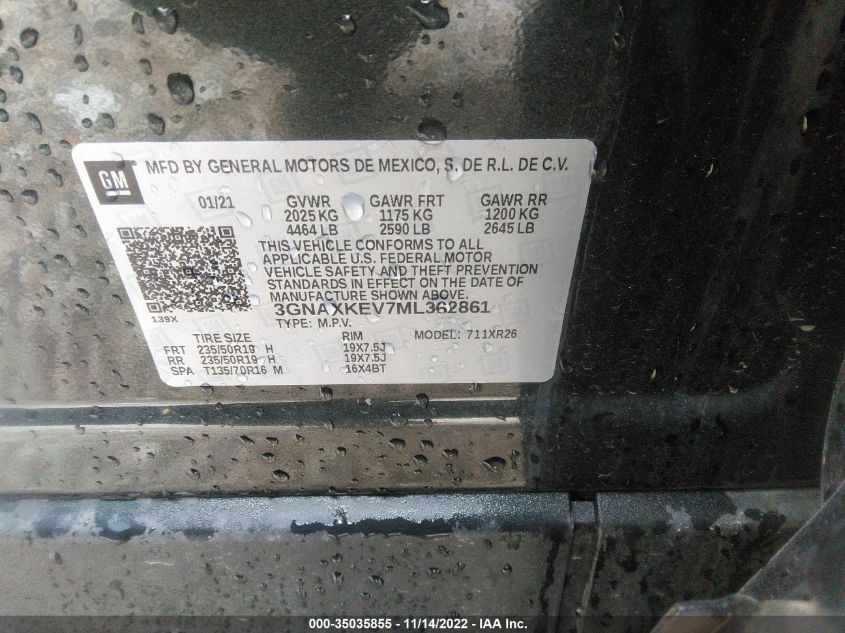 GM
MFD BY GENERAL MOTORS DE MEXICO, S. DE R.L. DE C.V.
01/21 GVWR GAWR FRT GAWR RR
2025 KG 1175 KG 1200 KG
4464 LB 2590 LB 2645 LB
THIS VEHICLE CONFORMS TO ALL
APPLICABLE U.S. FEDERAL MOTOR
VEHICLE SAFETY AND THEFT PREVENTION
STANDARDS IN EFFECT ON THE DATE OF
MANUFACTURE SHOWN ABOVE.
139X
3GNAXKEV7ML362861
TYPE: M.P.V. MODEL: 711XR26
TIRE SIZE RIM
FRT 235/50R19 H 19X7.5J
RR 235/50R19 H 19X7.5J
SPA T135/70R16 M 16X4BT
000-35035855 - 11/14/2022 - IAA Inc.